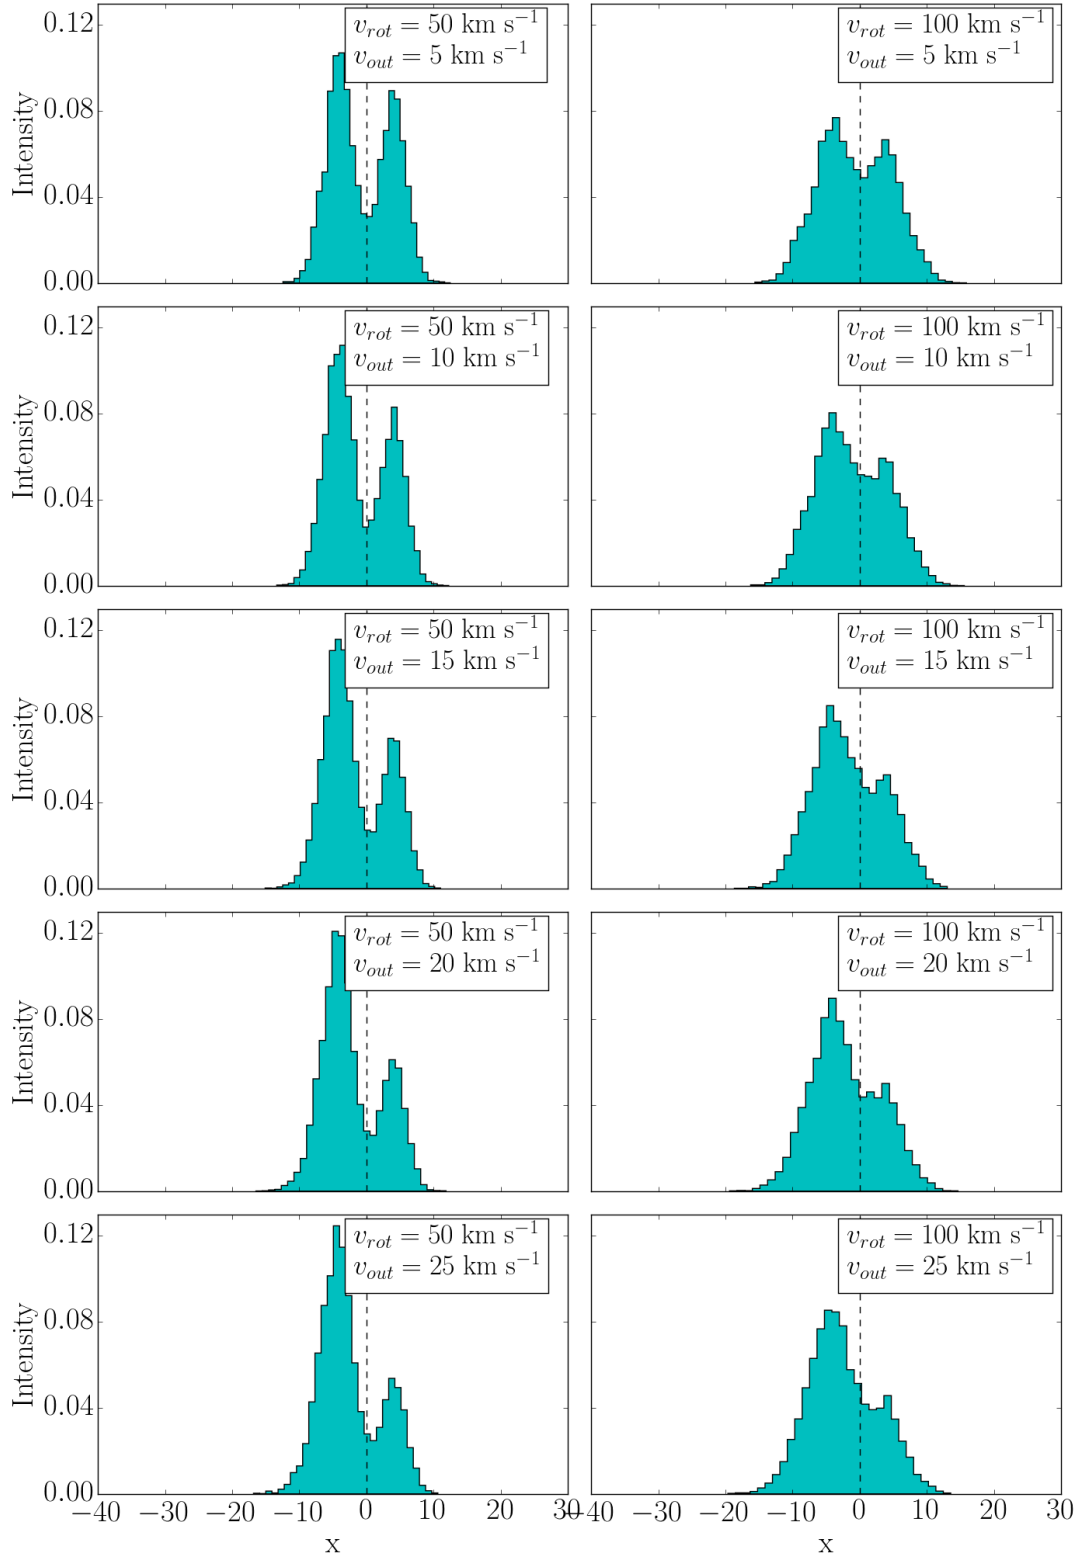 0.12
0.08
0.04
0.00
Intensity
v_rot = 50 km s⁻¹
v_out = 5 km s⁻¹
v_rot = 100 km s⁻¹
v_out = 5 km s⁻¹
0.12
0.08
0.04
0.00
Intensity
v_rot = 50 km s⁻¹
v_out = 10 km s⁻¹
v_rot = 100 km s⁻¹
v_out = 10 km s⁻¹
0.12
0.08
0.04
0.00
Intensity
v_rot = 50 km s⁻¹
v_out = 15 km s⁻¹
v_rot = 100 km s⁻¹
v_out = 15 km s⁻¹
0.12
0.08
0.04
0.00
Intensity
v_rot = 50 km s⁻¹
v_out = 20 km s⁻¹
v_rot = 100 km s⁻¹
v_out = 20 km s⁻¹
0.12
0.08
0.04
0.00
Intensity
v_rot = 50 km s⁻¹
v_out = 25 km s⁻¹
v_rot = 100 km s⁻¹
v_out = 25 km s⁻¹
−40 −30 −20 −10 0 10 20 30
−40 −30 −20 −10 0 10 20 30
x
x